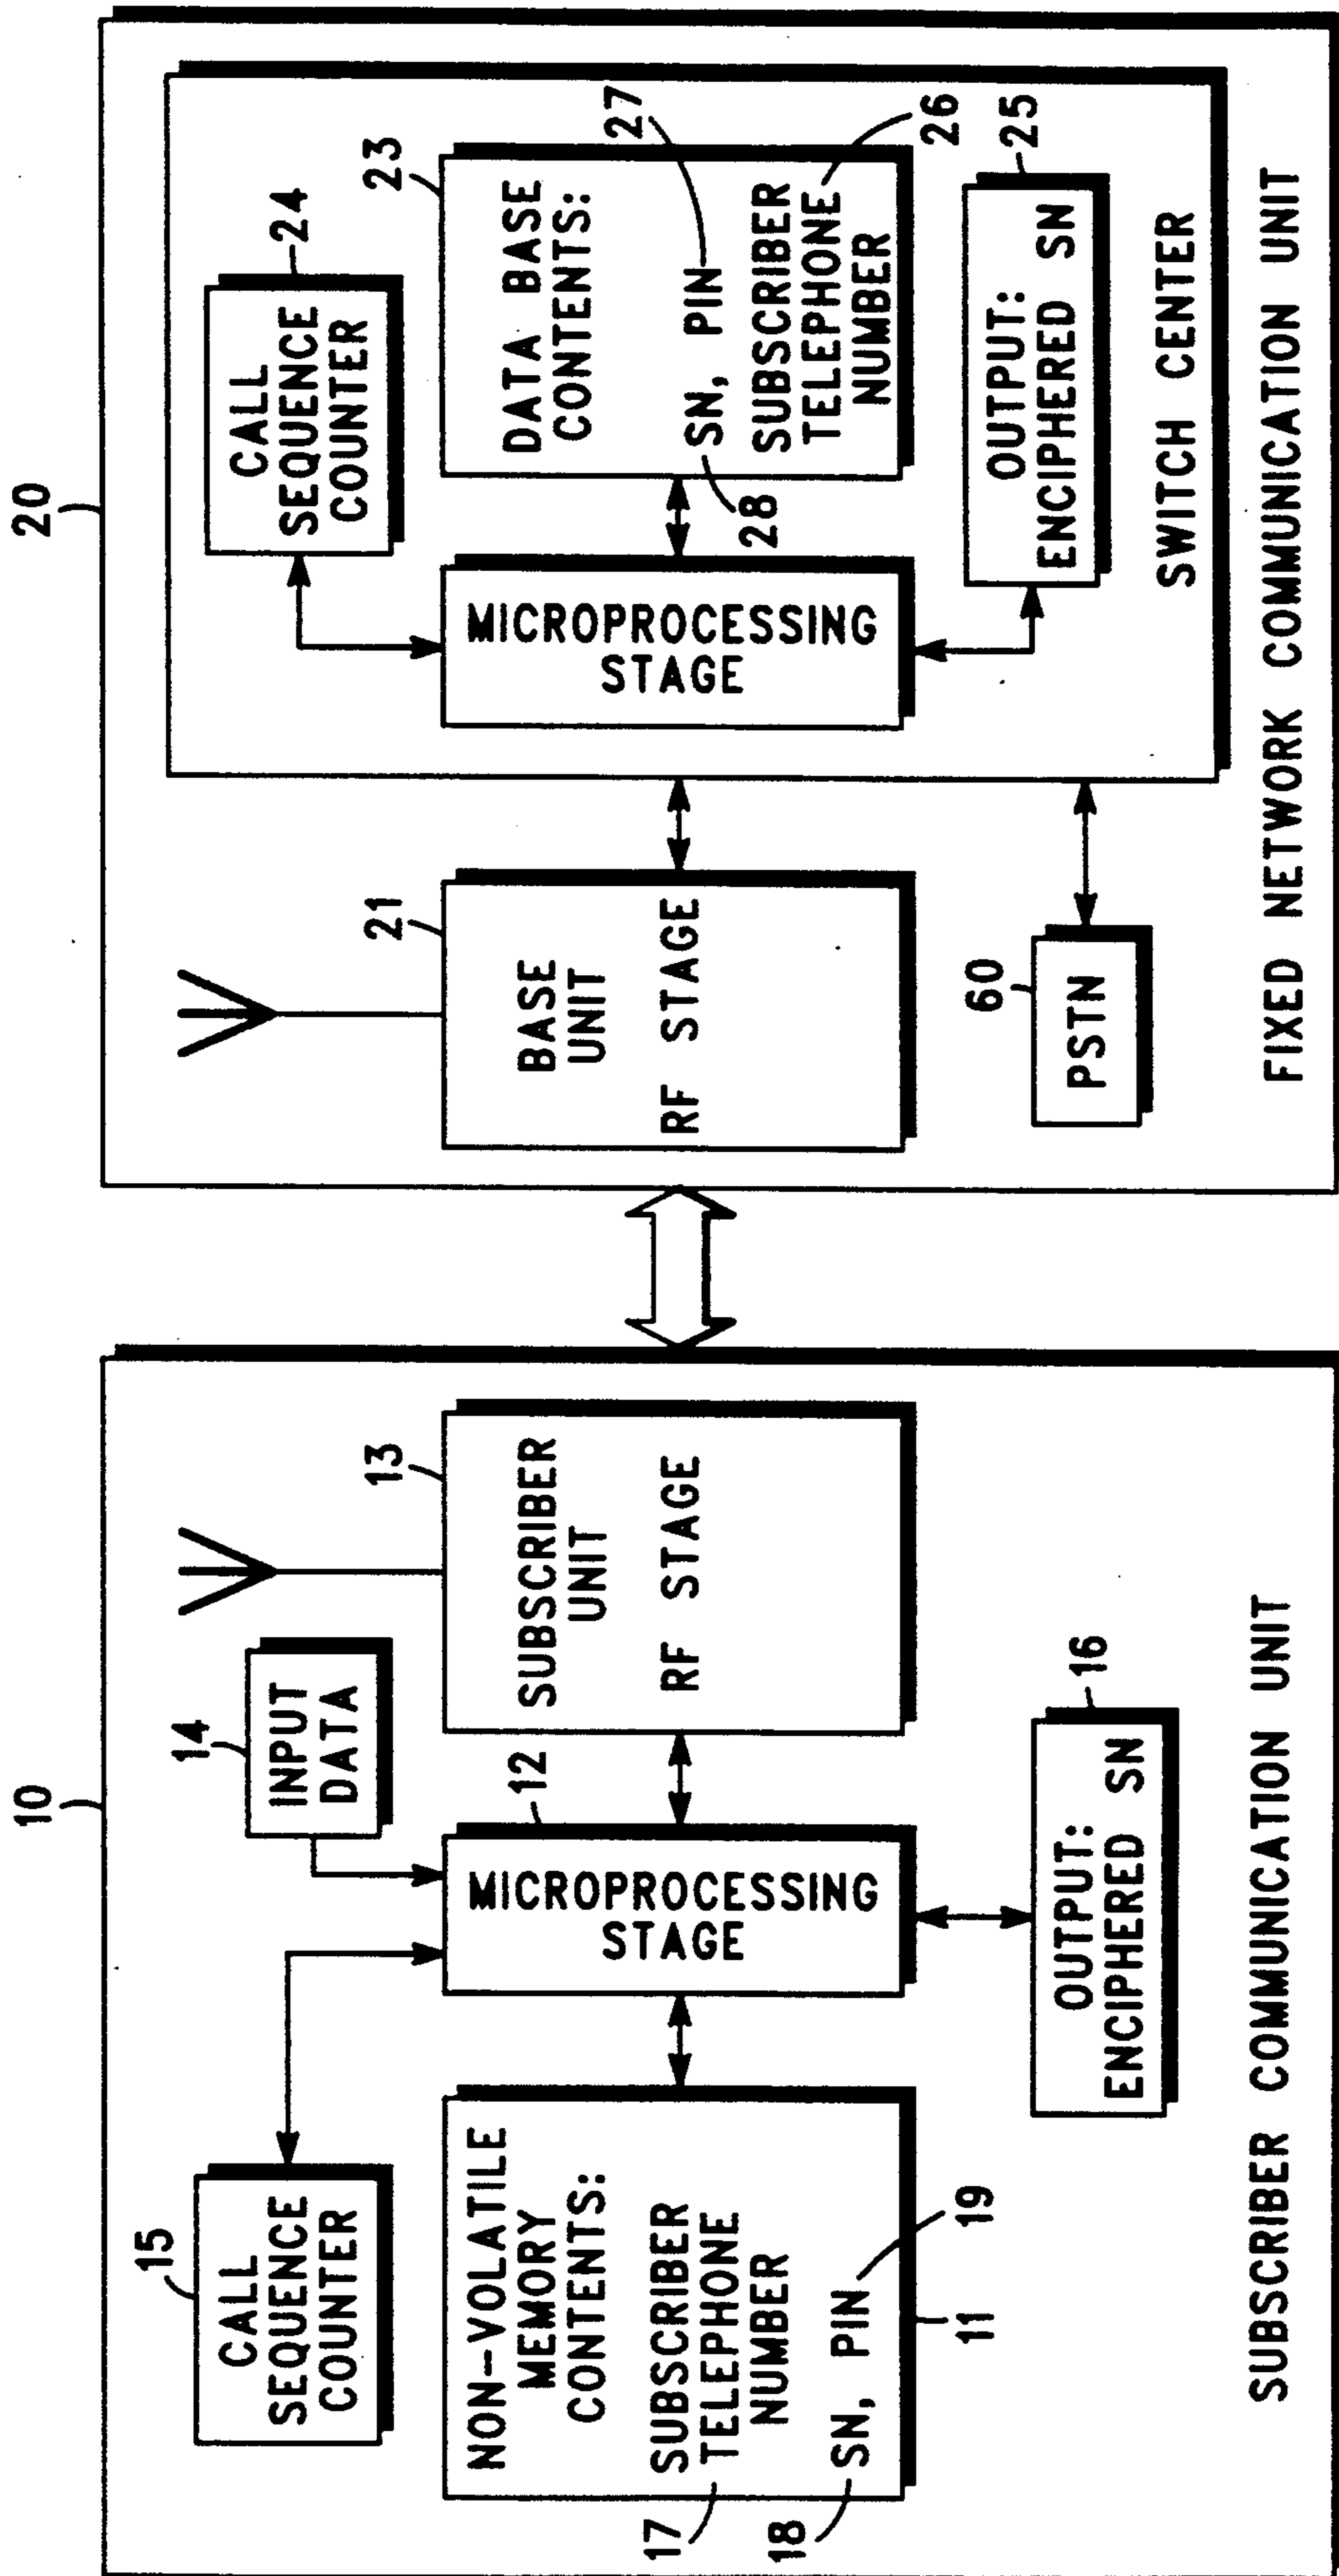 10
15
CALL
SEQUENCE
COUNTER
14
INPUT
DATA
NON-VOLATILE
MEMORY
CONTENTS:
17
SUBSCRIBER
TELEPHONE
NUMBER
18
SN, PIN
19
11
12
MICROPROCESSING
STAGE
13
SUBSCRIBER
UNIT
RF STAGE
16
OUTPUT:
ENCIPHERED SN
SUBSCRIBER COMMUNICATION UNIT
20
21
BASE
UNIT
RF STAGE
60
PSTN
24
CALL
SEQUENCE
COUNTER
MICROPROCESSING
STAGE
23
DATA BASE
CONTENTS:
27
SN, PIN
28
SUBSCRIBER
TELEPHONE
NUMBER
26
25
OUTPUT:
ENCIPHERED SN
SWITCH CENTER
FIXED NETWORK COMMUNICATION UNIT